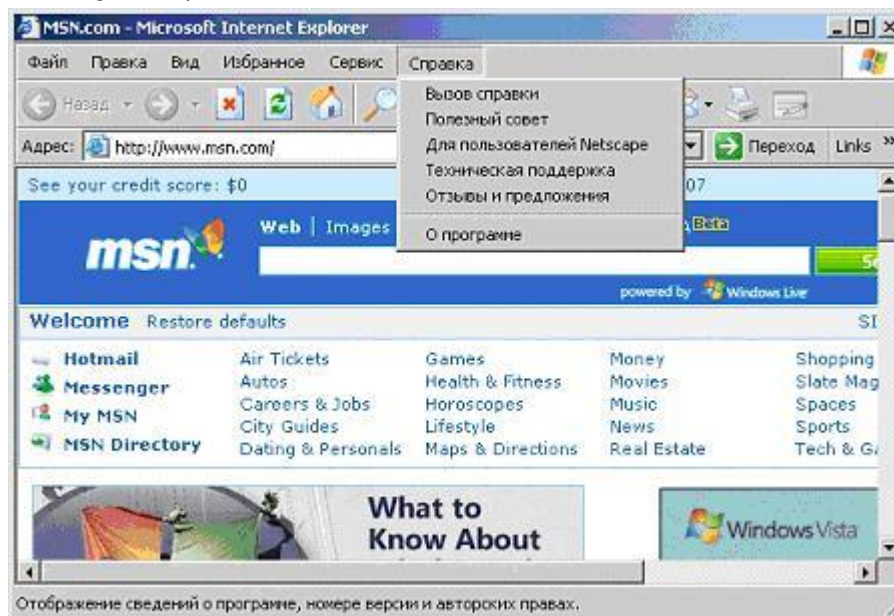 MSN.com - Microsoft Internet Explorer
Файл Правка Вид Избранное Сервис Справка
Назад
Вызов справки
Полезный совет
Для пользователей Netscape
Техническая поддержка
Отзывы и предложения
О программе
Адрес: http://www.msn.com/ Переход Links »
See your credit score: $0 07
Web | Images Beta
msn.
powered by Windows Live
Welcome Restore defaults
Hotmail Air Tickets Games Money Shopping
Messenger Autos Health & Fitness Movies Slate Mag
My MSN Careers & Jobs Horoscopes Music Spaces
MSN Directory City Guides Lifestyle News Sports
Dating & Personals Maps & Directions Real Estate Tech & Ga
What to
Know About
Windows Vista
Отображение сведений о программе, номере версии и авторских правах.